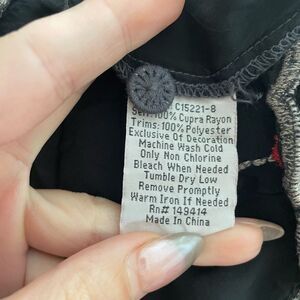 C15221-8
Self: 100% Cupra Rayon
Trims: 100% Polyester
Exclusive Of Decoration
Machine Wash Cold
Only Non Chlorine
Bleach When Needed
Tumble Dry Low
Remove Promptly
Warm Iron If Needed
Rn# 149414
Made In China